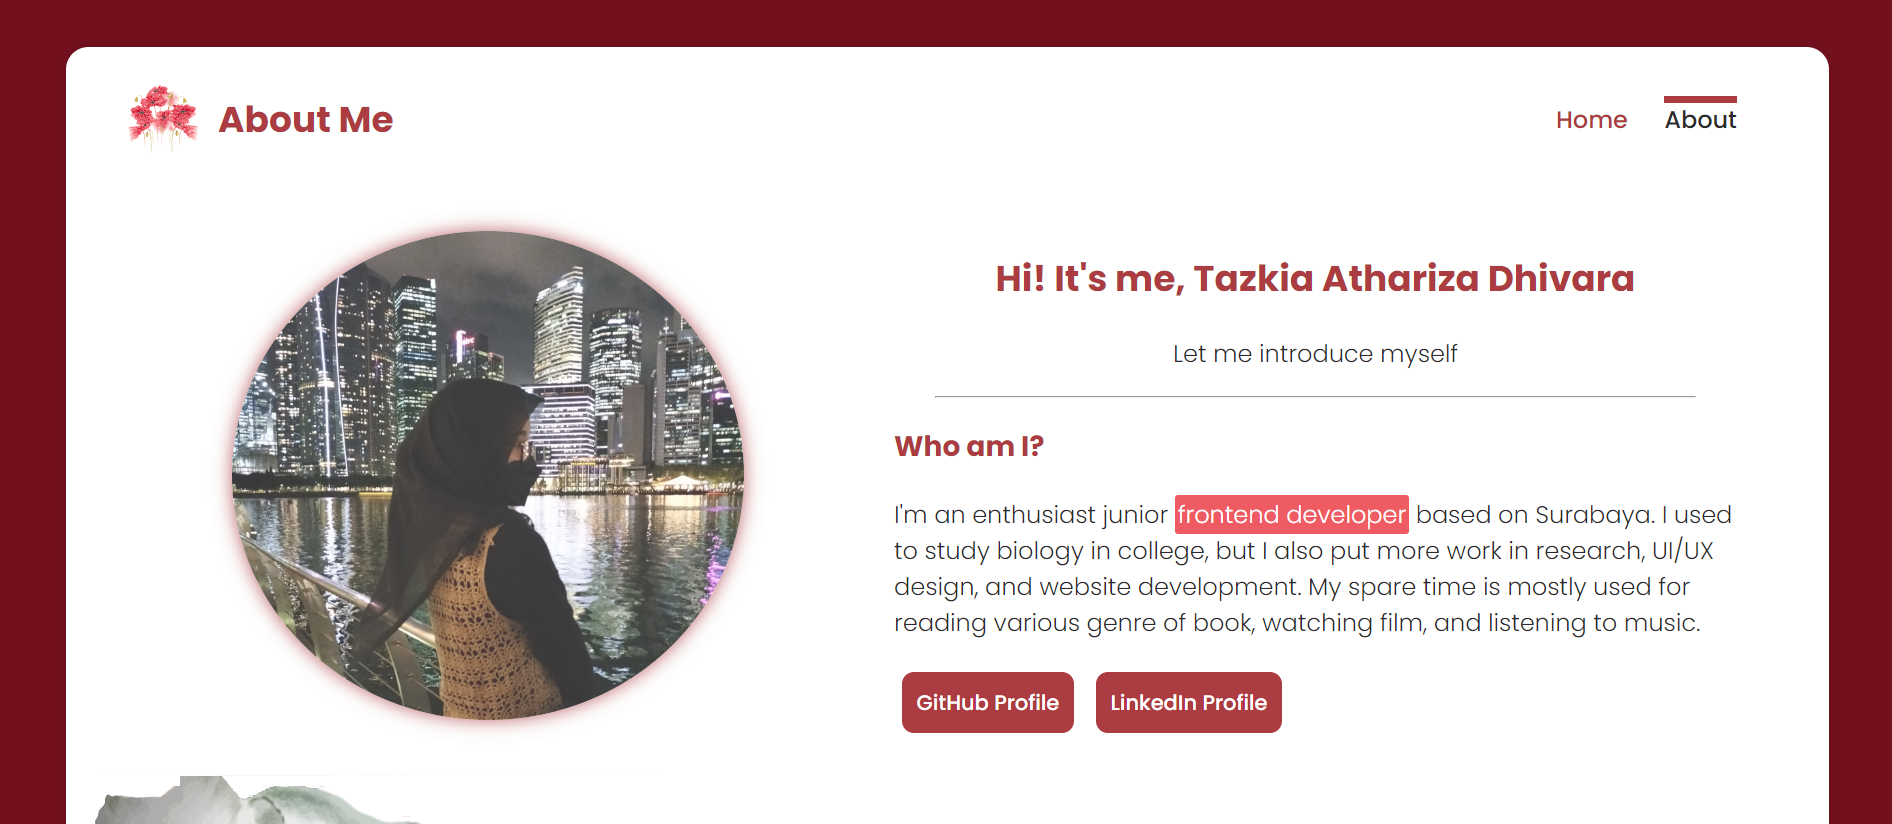 About Me
Home
About
Hi! It's me, Tazkia Athariza Dhivara
Let me introduce myself
Who am I?
I'm an enthusiast junior frontend developer based on Surabaya. I used
to study biology in college, but I also put more work in research, UI/UX
design, and website development. My spare time is mostly used for
reading various genre of book, watching film, and listening to music.
GitHub Profile
LinkedIn Profile